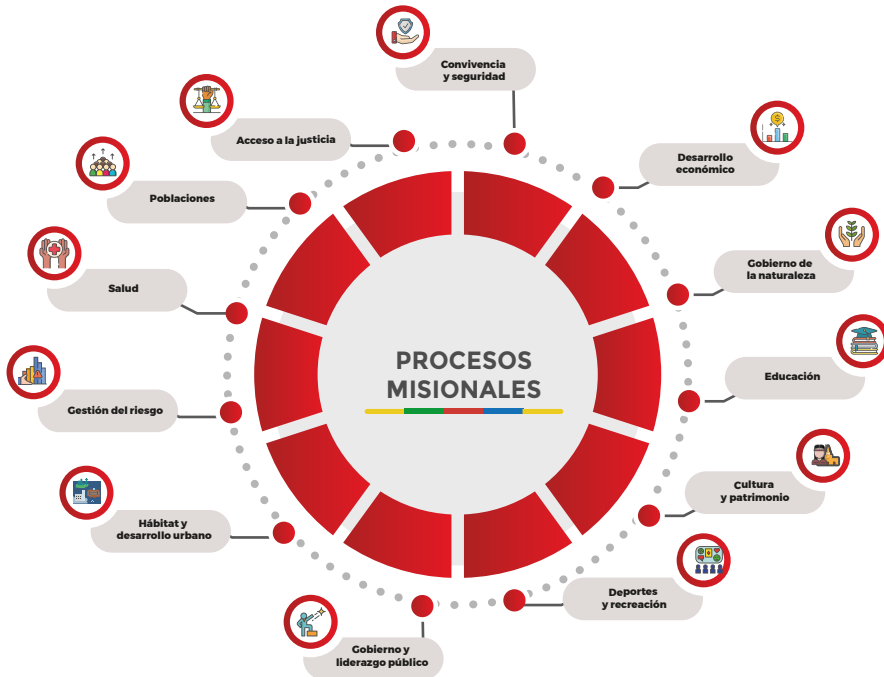 Convivencia
y seguridad
Acceso a la justicia
Desarrollo
económico
Poblaciones
Gobierno de
la naturaleza
Salud
PROCESOS
MISIONALES
Educación
Gestión del riesgo
Cultura
y patrimonio
Hábitat y
desarrollo urbano
Deportes
y recreación
Gobierno y
liderazgo público